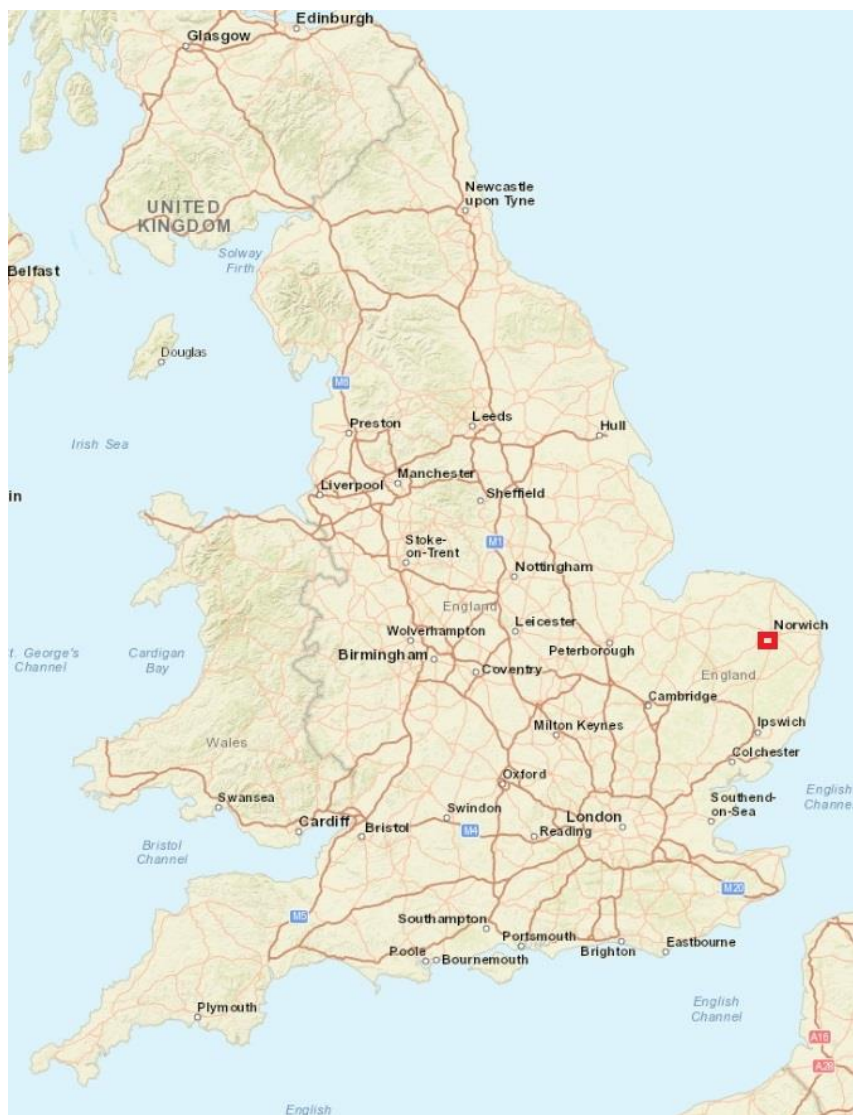 Edinburgh
Glasgow
Newcastle
upon Tyne
UNITED
KINGDOM
Solway
Firth
Belfast
Douglas
M6
Leeds
Preston
Hull
Irish Sea
Manchester
Liverpool
Sheffield
in
Stoke-
on-Trent
M1
Nottingham
England
Leicester
Norwich
Wolverhampton
Peterborough
Birmingham
t. George's
Channel
Cardigan
Bay
Coventry
England
Cambridge
Milton Keynes
Ipswich
Wales
Colchester
Oxford
English
Channel
Swansea
Swindon
London
Southend-
on-Sea
Cardiff
Bristol
M4
Reading
Bristol
Channel
M20
M5
Southampton
Portsmouth
Brighton
Eastbourne
Poole
Bournemouth
Plymouth
English
Channel
A16
English